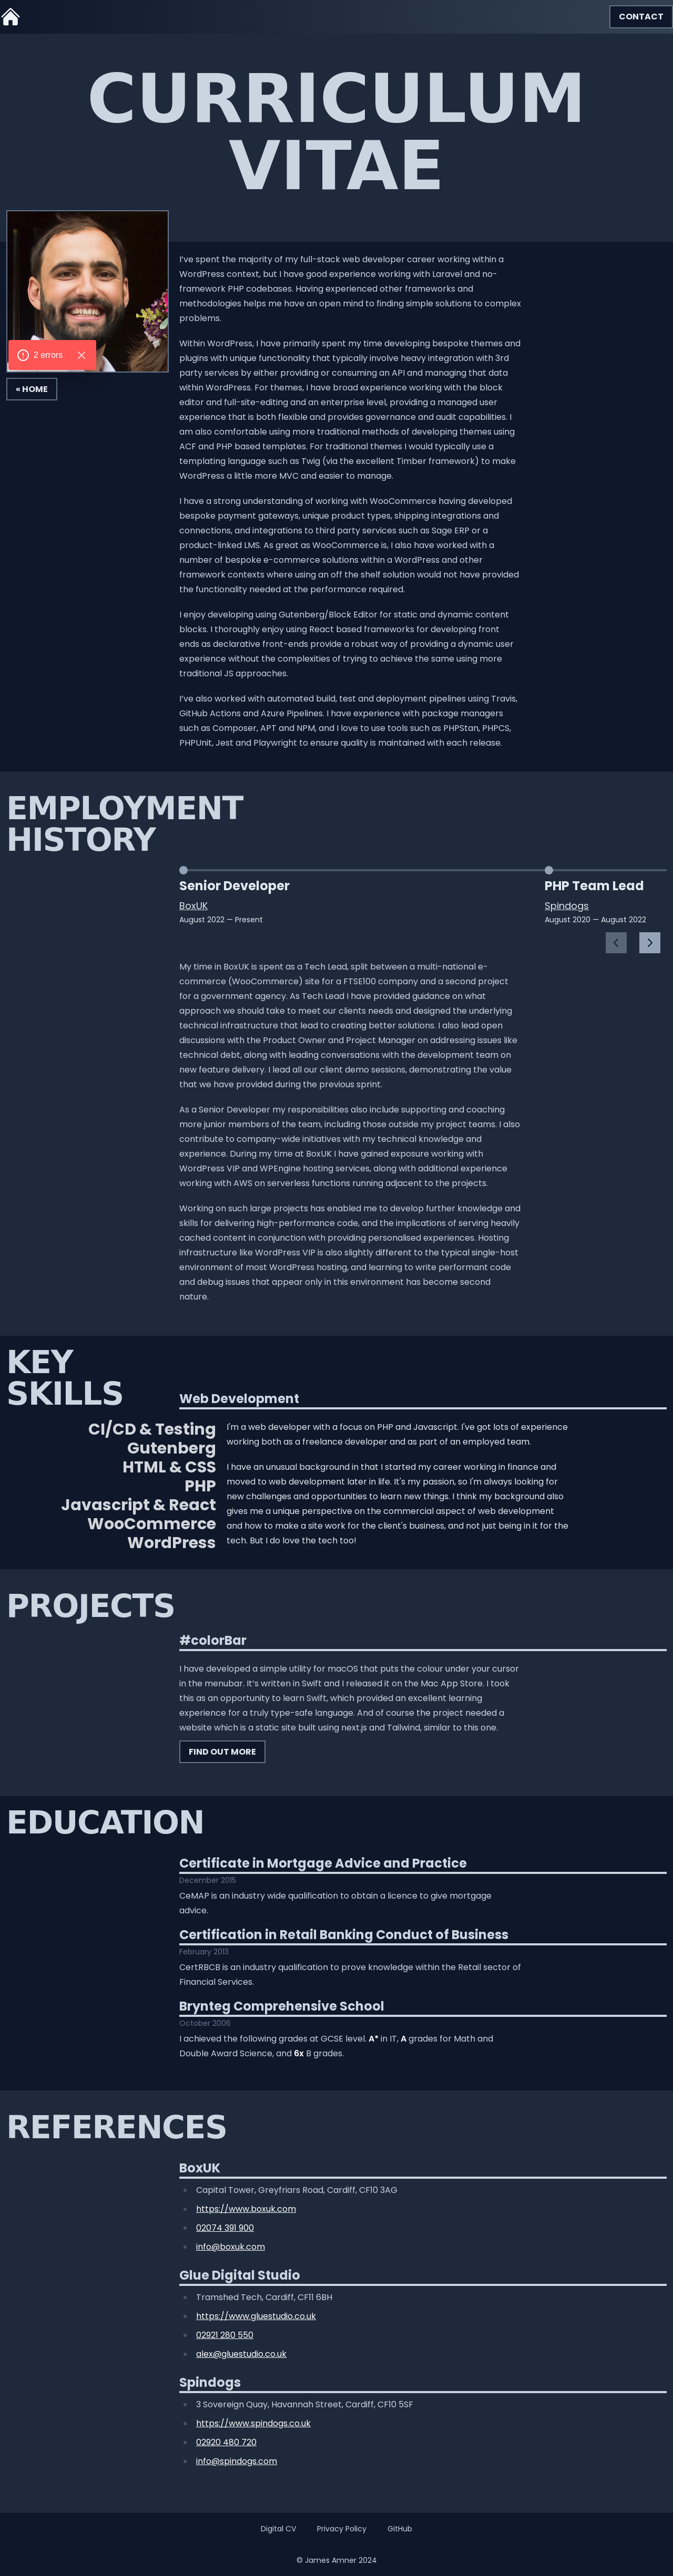 CONTACT
CURRICULUM
VITAE
2 errors
« HOME
I've spent the majority of my full-stack web developer career working within a
WordPress context, but I have good experience working with Laravel and no-
framework PHP codebases. Having experienced other frameworks and
methodologies helps me have an open mind to finding simple solutions to complex
problems.
Within WordPress, I have primarily spent my time developing bespoke themes and
plugins with unique functionality that typically involve heavy integration with 3rd
party services by either providing or consuming an API and managing that data
within WordPress. For themes, I have broad experience working with the block
editor and full-site-editing and an enterprise level, providing a managed user
experience that is both flexible and provides governance and audit capabilities. I
am also comfortable using more traditional methods of developing themes using
ACF and PHP based templates. For traditional themes I would typically use a
templating language such as Twig (via the excellent Timber framework) to make
WordPress a little more MVC and easier to manage.
I have a strong understanding of working with WooCommerce having developed
bespoke payment gateways, unique product types, shipping integrations and
connections, and integrations to third party services such as Sage ERP or a
product-linked LMS. As great as WooCommerce is, I also have worked with a
number of bespoke e-commerce solutions within a WordPress and other
framework contexts where using an off the shelf solution would not have provided
the functionality needed at the performance required.
I enjoy developing using Gutenberg/Block Editor for static and dynamic content
blocks. I thoroughly enjoy using React based frameworks for developing front
ends as declarative front-ends provide a robust way of providing a dynamic user
experience without the complexities of trying to achieve the same using more
traditional JS approaches.
I've also worked with automated build, test and deployment pipelines using Travis,
GitHub Actions and Azure Pipelines. I have experience with package managers
such as Composer, APT and NPM, and I love to use tools such as PHPStan, PHPCS,
PHPUnit, Jest and Playwright to ensure quality is maintained with each release.
EMPLOYMENT
HISTORY
Senior Developer
BoxUK
August 2022 — Present
PHP Team Lead
Spindogs
August 2020 — August 2022
My time in BoxUK is spent as a Tech Lead, split between a multi-national e-
commerce (WooCommerce) site for a FTSE100 company and a second project
for a government agency. As Tech Lead I have provided guidance on what
approach we should take to meet our clients needs and designed the underlying
technical infrastructure that lead to creating better solutions. I also lead open
discussions with the Product Owner and Project Manager on addressing issues like
technical debt, along with leading conversations with the development team on
new feature delivery. I lead all our client demo sessions, demonstrating the value
that we have provided during the previous sprint.
As a Senior Developer my responsibilities also include supporting and coaching
more junior members of the team, including those outside my project teams. I also
contribute to company-wide initiatives with my technical knowledge and
experience. During my time at BoxUK I have gained exposure working with
WordPress VIP and WPEngine hosting services, along with additional experience
working with AWS on serverless functions running adjacent to the projects.
Working on such large projects has enabled me to develop further knowledge and
skills for delivering high-performance code, and the implications of serving heavily
cached content in conjunction with providing personalised experiences. Hosting
infrastructure like WordPress VIP is also slightly different to the typical single-host
environment of most WordPress hosting, and learning to write performant code
and debug issues that appear only in this environment has become second
nature.
KEY
SKILLS
Web Development
CI/CD & Testing
Gutenberg
HTML & CSS
PHP
Javascript & React
WooCommerce
WordPress
I'm a web developer with a focus on PHP and Javascript. I've got lots of experience
working both as a freelance developer and as part of an employed team.
I have an unusual background in that I started my career working in finance and
moved to web development later in life. It's my passion, so I'm always looking for
new challenges and opportunities to learn new things. I think my background also
gives me a unique perspective on the commercial aspect of web development
and how to make a site work for the client's business, and not just being in it for the
tech. But I do love the tech too!
PROJECTS
#colorBar
I have developed a simple utility for macOS that puts the colour under your cursor
in the menubar. It's written in Swift and I released it on the Mac App Store. I took
this as an opportunity to learn Swift, which provided an excellent learning
experience for a truly type-safe language. And of course the project needed a
website which is a static site built using next.js and Tailwind, similar to this one.
FIND OUT MORE
EDUCATION
Certificate in Mortgage Advice and Practice
December 2015
CeMAP is an industry wide qualification to obtain a licence to give mortgage
advice.
Certification in Retail Banking Conduct of Business
February 2013
CertRBCB is an industry qualification to prove knowledge within the Retail sector of
Financial Services.
Brynteg Comprehensive School
October 2006
I achieved the following grades at GCSE level. A* in IT, A grades for Math and
Double Award Science, and 6x B grades.
REFERENCES
BoxUK
Capital Tower, Greyfriars Road, Cardiff, CF10 3AG
https://www.boxuk.com
02074 391 900
info@boxuk.com
Glue Digital Studio
Tramshed Tech, Cardiff, CF11 6BH
https://www.gluestudio.co.uk
02921 280 550
alex@gluestudio.co.uk
Spindogs
3 Sovereign Quay, Havannah Street, Cardiff, CF10 5SF
https://www.spindogs.co.uk
02920 480 720
info@spindogs.com
Digital CV
Privacy Policy
GitHub
© James Amner 2024